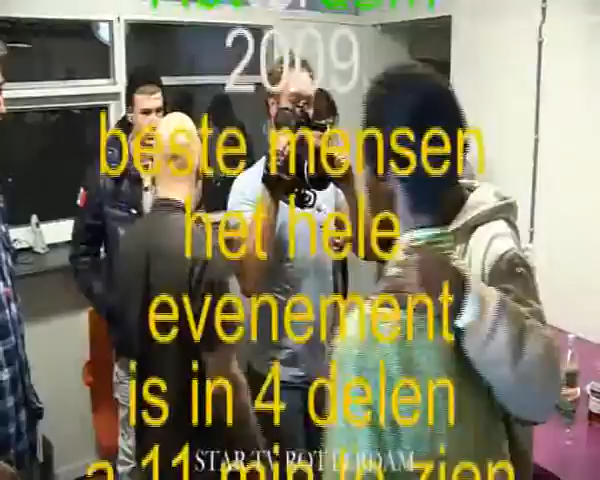 2009
beste mensen
het hele
evenement
is in 4 delen
a 11 min te zien
STAR TV ROTTERDAM